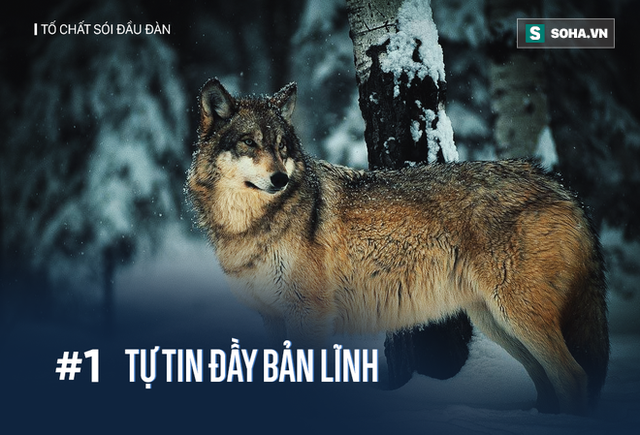 TỐ CHẤT SÓI ĐẦU ĐÀN
S SOHA.VN
#1 TỰ TIN ĐẦY BẢN LĨNH